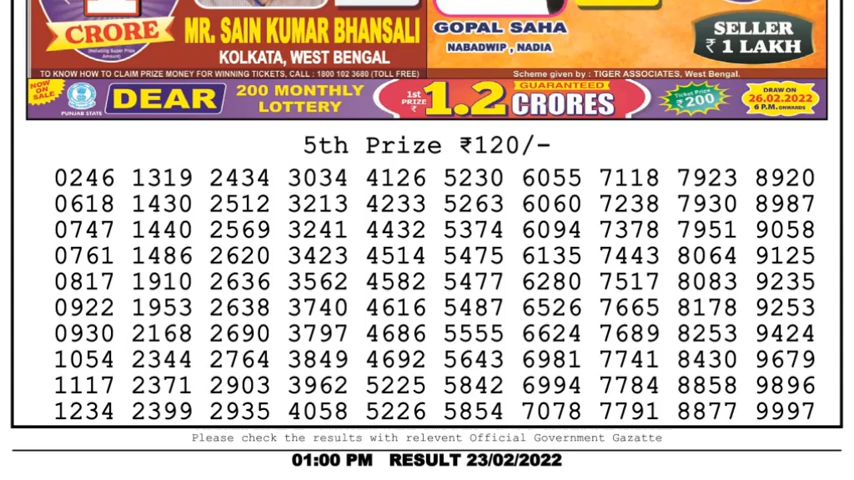 1
CRORE
(Including Super Prize Amount)
MR. SAIN KUMAR BHANSALI
KOLKATA, WEST BENGAL
GOPAL SAHA
NABADWIP , NADIA
SELLER
₹ 1 LAKH
TO KNOW HOW TO CLAIM PRIZE MONEY FOR WINNING TICKETS, CALL : 1800 102 3680 (TOLL FREE)
Scheme given by : TIGER ASSOCIATES, West Bengal.
NOW ON SALE
PUNJAB STATE
DEAR
200 MONTHLY
LOTTERY
1st
PRIZE
₹
1.2
GUARANTEED
CRORES
Ticket Price
₹200
DRAW ON
26.02.2022
6 P.M. ONWARDS
5th Prize ₹120/-
0246 1319 2434 3034 4126 5230 6055 7118 7923 8920
0618 1430 2512 3213 4233 5263 6060 7238 7930 8987
0747 1440 2569 3241 4432 5374 6094 7378 7951 9058
0761 1486 2620 3423 4514 5475 6135 7443 8064 9125
0817 1910 2636 3562 4582 5477 6280 7517 8083 9235
0922 1953 2638 3740 4616 5487 6526 7665 8178 9253
0930 2168 2690 3797 4686 5555 6624 7689 8253 9424
1054 2344 2764 3849 4692 5643 6981 7741 8430 9679
1117 2371 2903 3962 5225 5842 6994 7784 8858 9896
1234 2399 2935 4058 5226 5854 7078 7791 8877 9997
Please check the results with relevent Official Government Gazatte
01:00 PM RESULT 23/02/2022